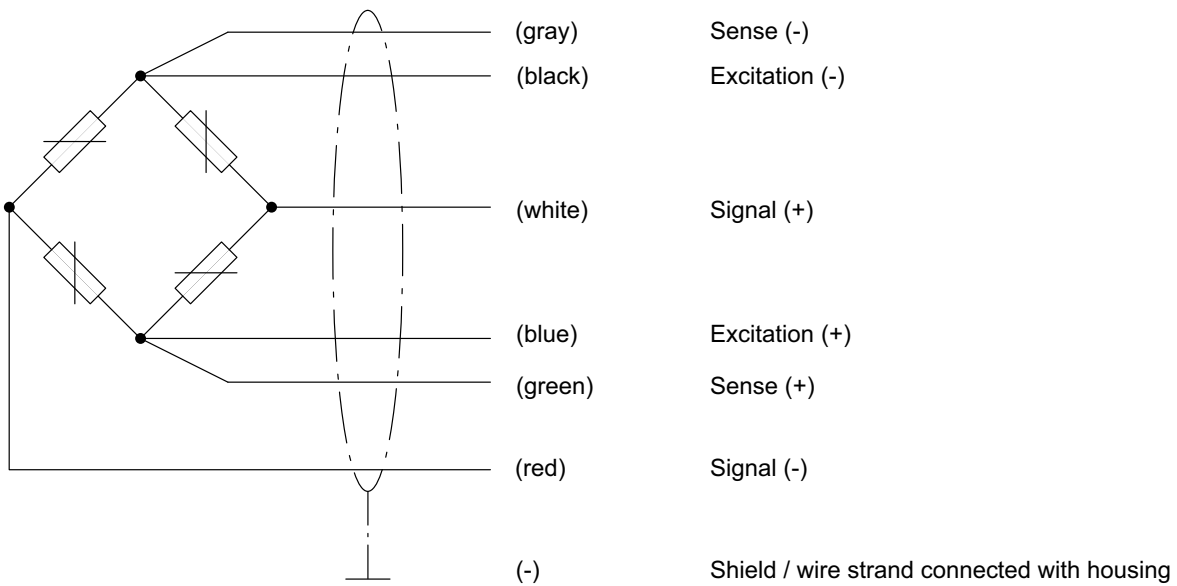 (gray) Sense (-)
(black) Excitation (-)
(white) Signal (+)
(blue) Excitation (+)
(green) Sense (+)
(red) Signal (-)
(-) Shield / wire strand connected with housing